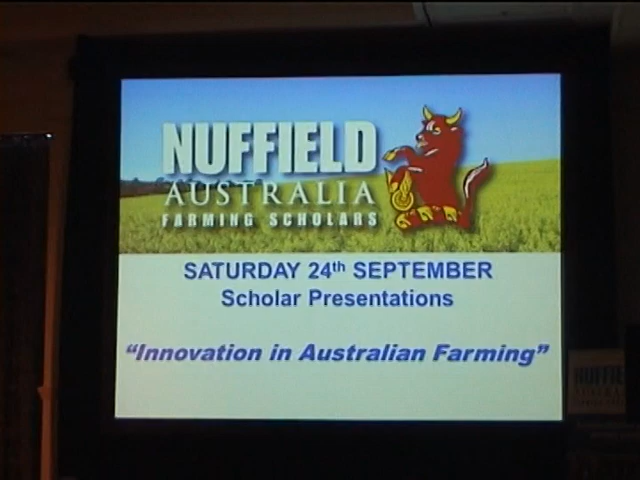 NUFFIELD
AUSTRALIA
FARMING SCHOLARS
SATURDAY 24th SEPTEMBER
Scholar Presentations
“Innovation in Australian Farming”
NUFFIELD